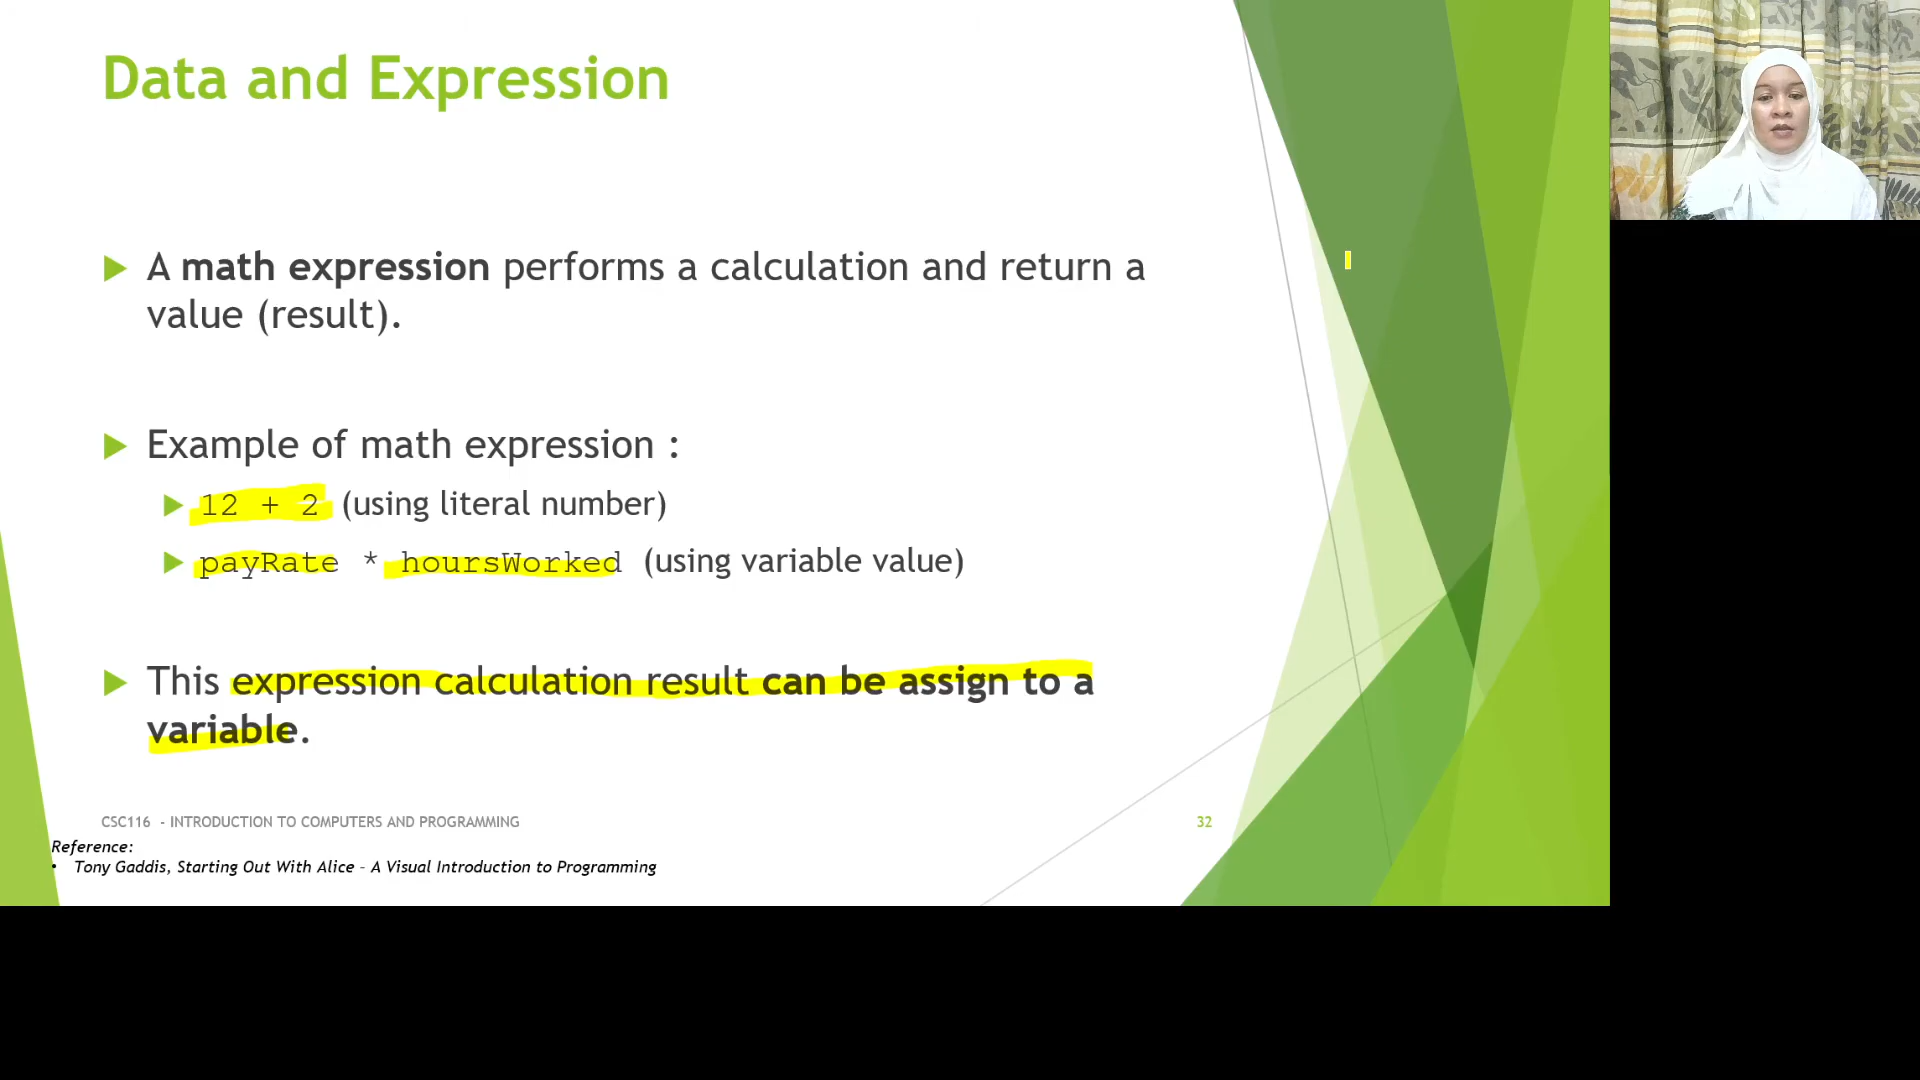 Data and Expression
A math expression performs a calculation and return a
value (result).
Example of math expression :
12 + 2 (using literal number)
payRate * hoursWorked (using variable value)
This expression calculation result can be assign to a
variable.
CSC116 - INTRODUCTION TO COMPUTERS AND PROGRAMMING
32
Reference:
• Tony Gaddis, Starting Out With Alice – A Visual Introduction to Programming